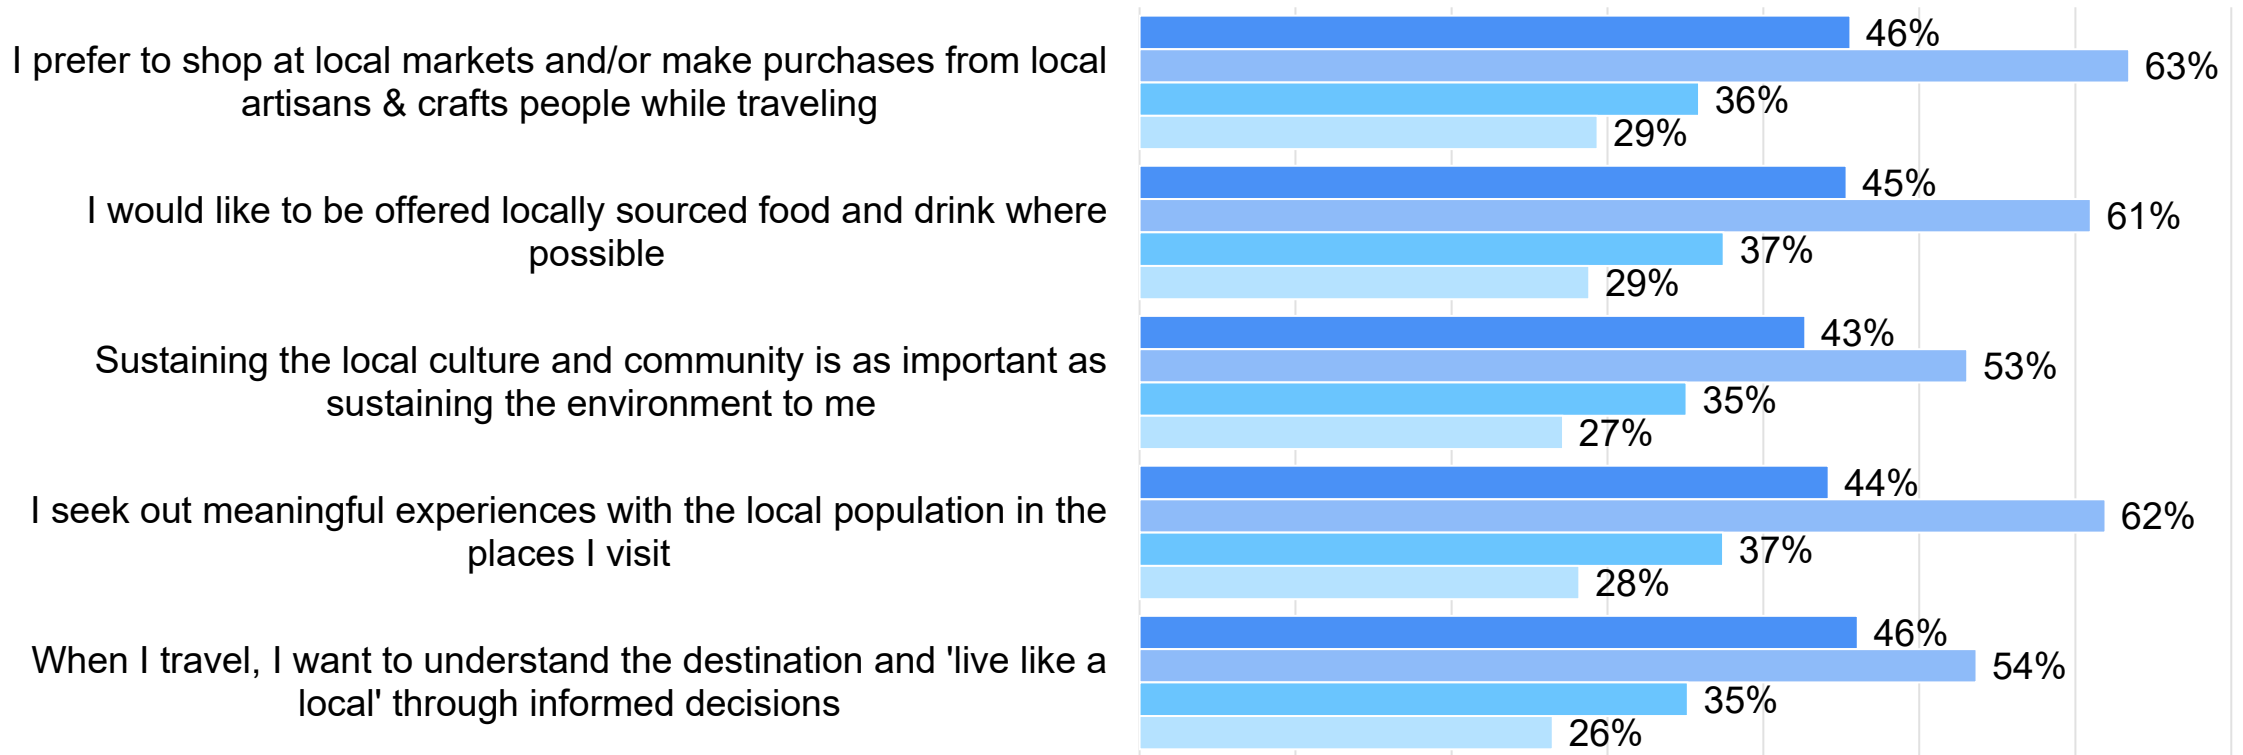 I prefer to shop at local markets and/or make purchases from local
artisans & crafts people while traveling
46%
63%
36%
29%
I would like to be offered locally sourced food and drink where
possible
45%
61%
37%
29%
Sustaining the local culture and community is as important as
sustaining the environment to me
43%
53%
35%
27%
I seek out meaningful experiences with the local population in the
places I visit
44%
62%
37%
28%
When I travel, I want to understand the destination and 'live like a
local' through informed decisions
46%
54%
35%
26%